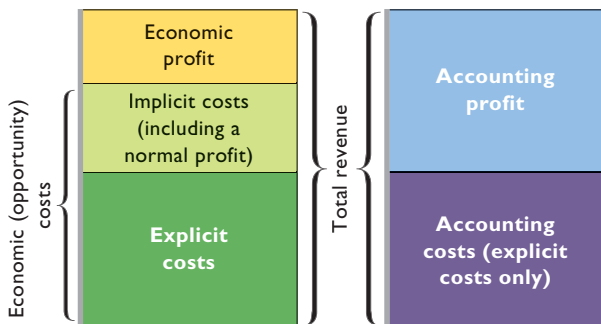 Economic
profit
Implicit costs
(including a
normal profit)
Explicit
costs
Economic (opportunity)
costs
Total revenue
Accounting
profit
Accounting
costs (explicit
costs only)